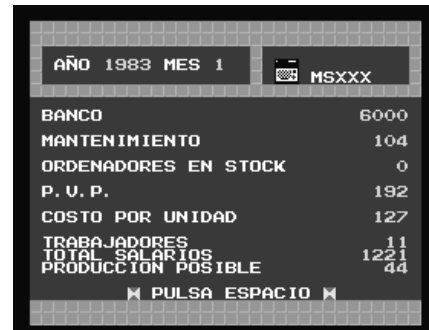 AÑO 1983 MES 1
MSXXX
BANCO 6000
MANTENIMIENTO 104
ORDENADORES EN STOCK 0
P.V.P. 192
COSTO POR UNIDAD 127
TRABAJADORES 11
TOTAL SALARIOS 1221
PRODUCCION POSIBLE 44
PULSA ESPACIO